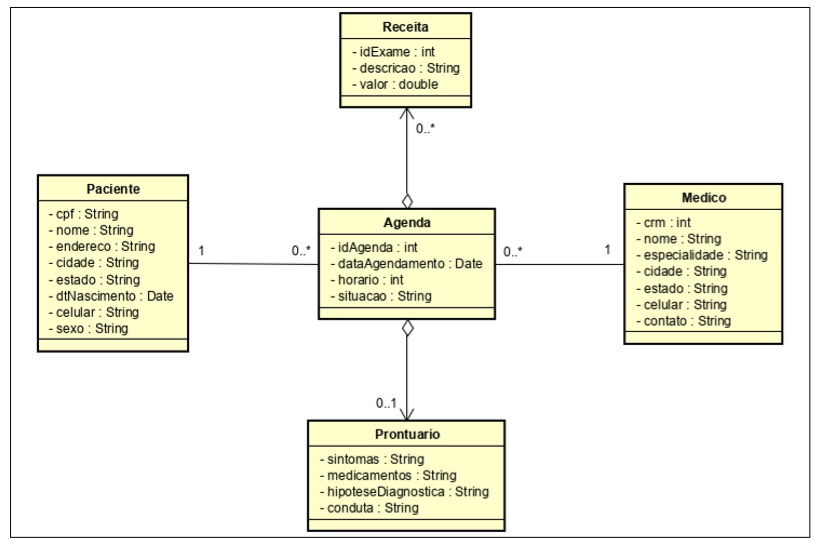 Receita
- idExame : int
- descricao : String
- valor : double
0..*
Paciente
- cpf : String
- nome : String
- endereco : String
- cidade : String
- estado : String
- dtNascimento : Date
- celular : String
- sexo : String
1
0..*
Agenda
- idAgenda : int
- dataAgendamento : Date
- horario : int
- situacao : String
0..*
1
Medico
- crm : int
- nome : String
- especialidade : String
- cidade : String
- estado : String
- celular : String
- contato : String
0..1
Prontuario
- sintomas : String
- medicamentos : String
- hipoteseDiagnostica : String
- conduta : String